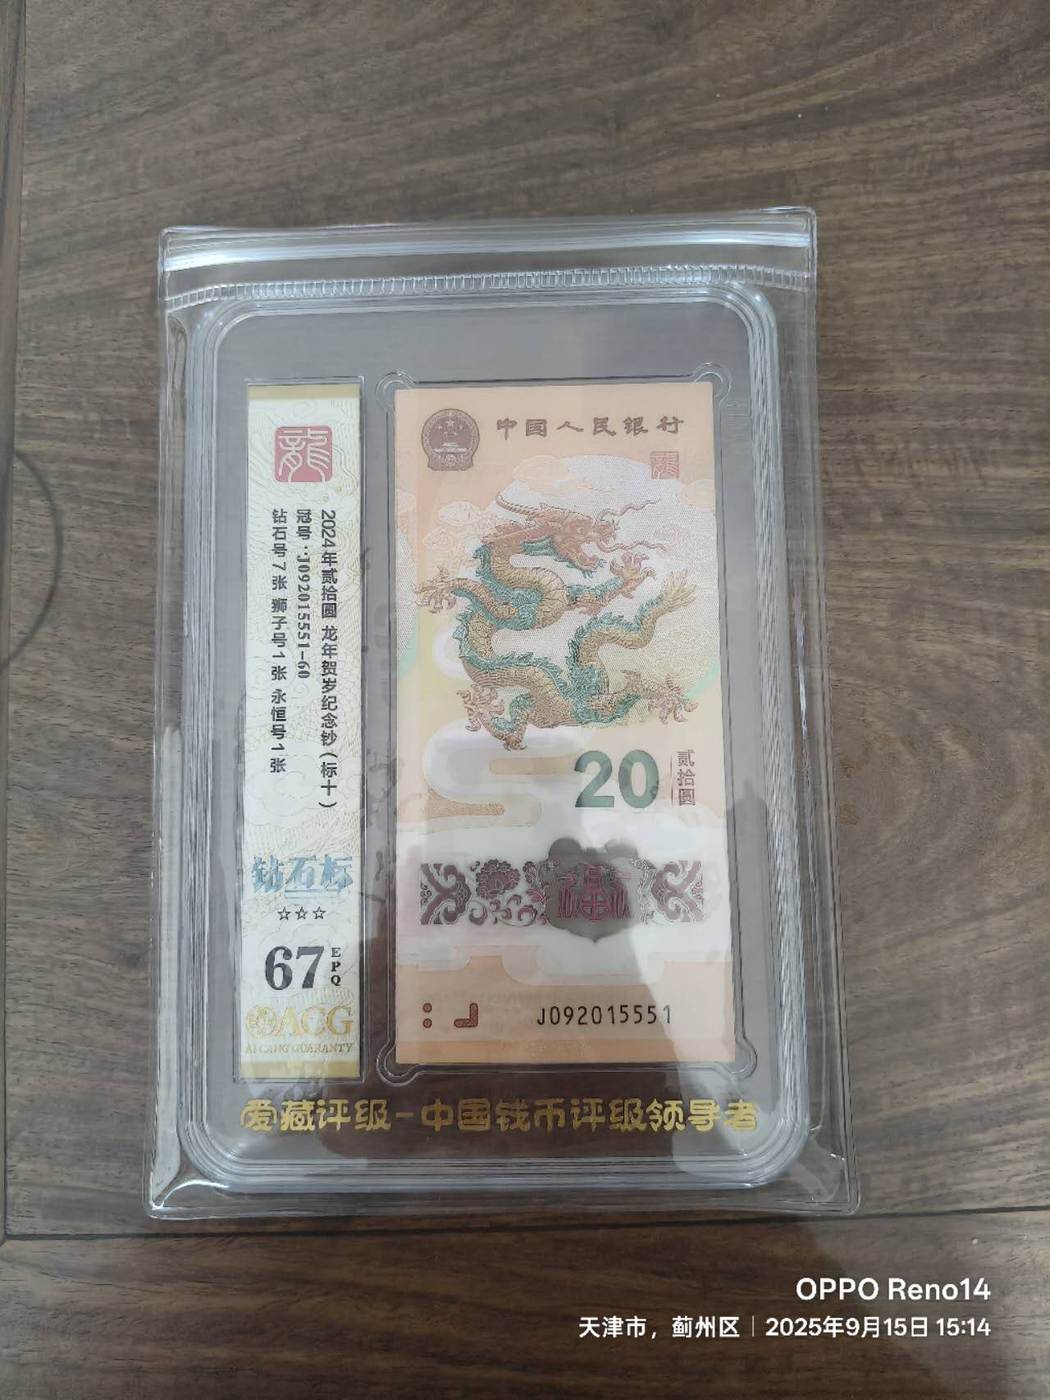 龍
2024年贰拾圆 龙年贺岁纪念钞（标十）
冠号：J092015551-60
钻石号7张 狮子号1张 永恒号1张
钻石标
☆☆☆
67 EPQ
ACG
AI CANG GUARANTY
中国人民银行
20
贰拾圆
J092015551
爱藏评级-中国钱币评级领导者
OPPO Reno14
天津市，蓟州区 | 2025年9月15日 15:14